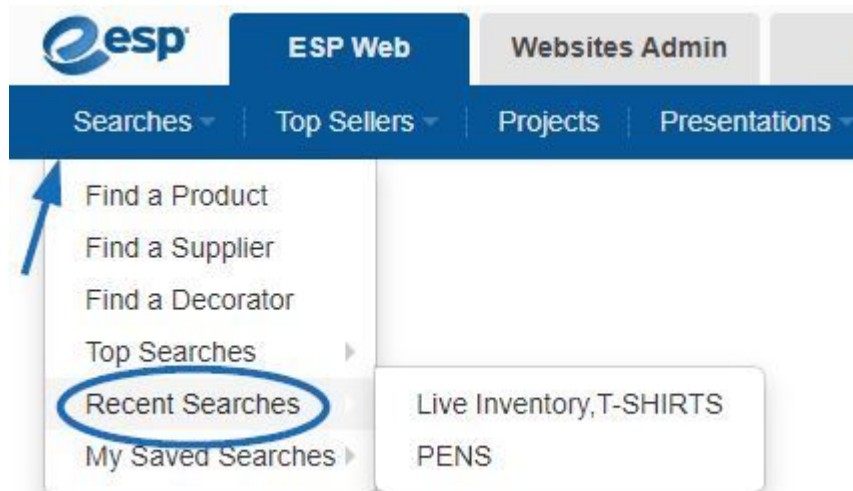 esp
ESP Web
Websites Admin
Searches
Top Sellers
Projects
Presentations
Find a Product
Find a Supplier
Find a Decorator
Top Searches
Recent Searches
Live Inventory,T-SHIRTS
My Saved Searches
PENS